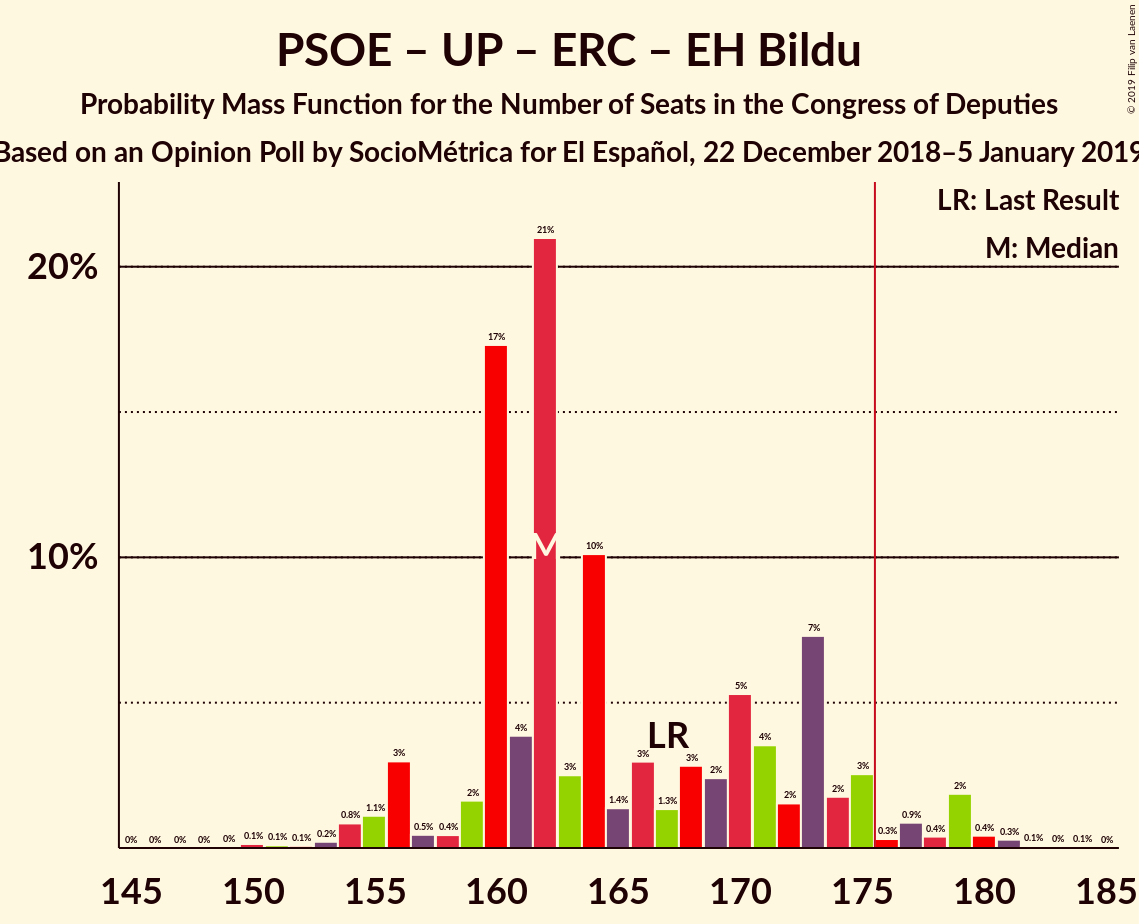 PSOE – UP – ERC – EH Bildu
Probability Mass Function for the Number of Seats in the Congress of Deputies
Based on an Opinion Poll by SocioMétrica for El Español, 22 December 2018–5 January 2019
© 2019 Filip van Laenen
LR: Last Result
M: Median
20%
10%
0% 0% 0% 0% 0% 0.1% 0.1% 0.1% 0.2% 0.8% 1.1% 3% 0.5% 0.4% 2% 17% 4% 21% 3% 10% 1.4% 3% 1.3% 3% 2% 5% 4% 2% 7% 2% 3% 0.3% 0.9% 0.4% 2% 0.4% 0.3% 0.1% 0% 0.1% 0%
M
LR
145 150 155 160 165 170 175 180 185